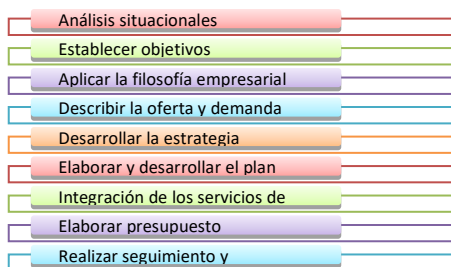 Análisis situacionales
Establecer objetivos
Aplicar la filosofía empresarial
Describir la oferta y demanda
Desarrollar la estrategia
Elaborar y desarrollar el plan
Integración de los servicios de
Elaborar presupuesto
Realizar seguimiento y